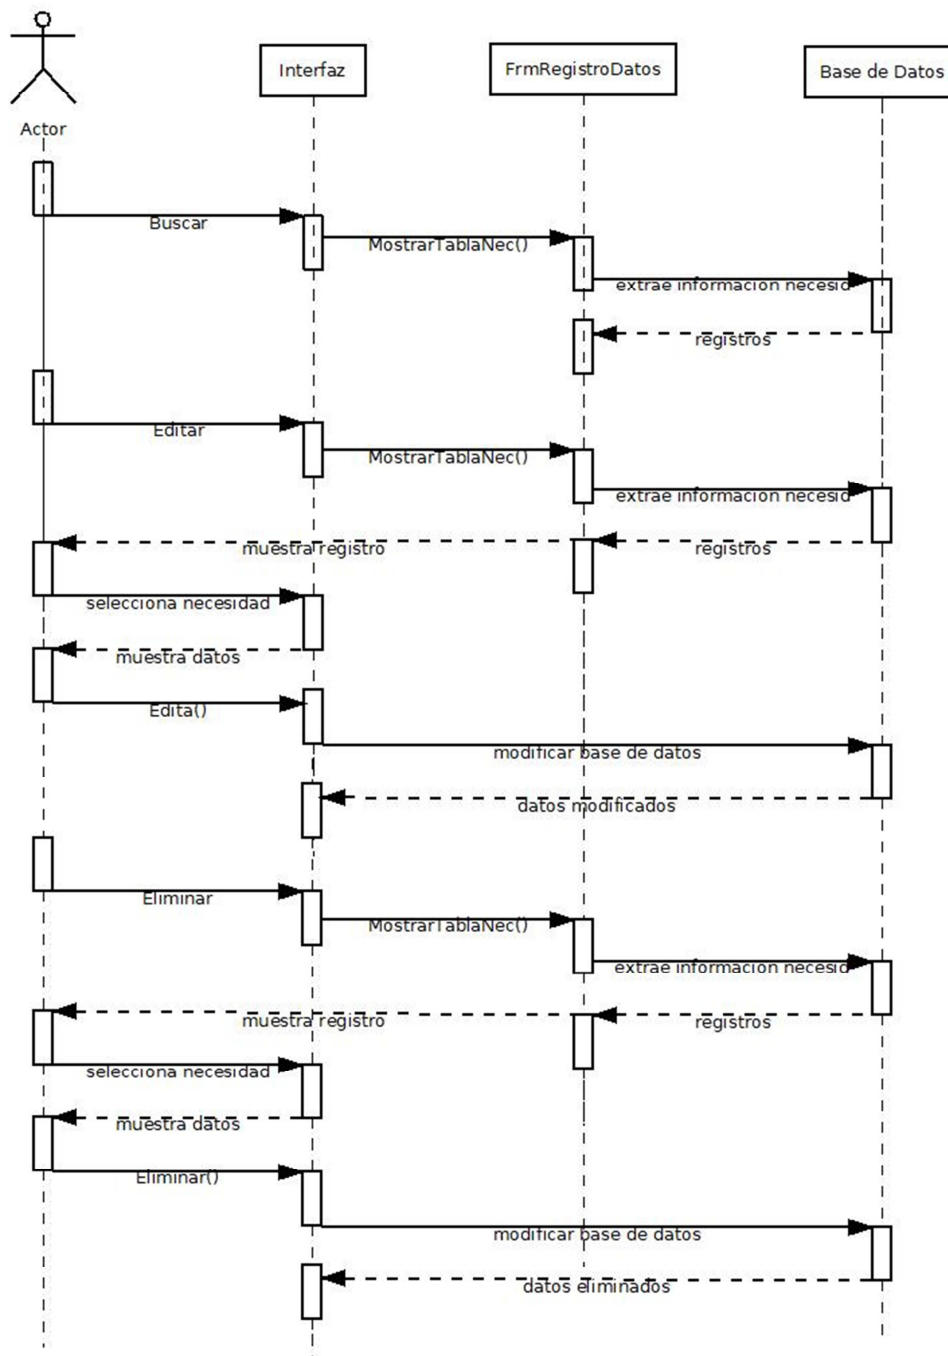 Interfaz
FrmRegistroDatos
Base de Datos
Actor
Buscar
MostrarTablaNec()
extrae informacion necesid
registros
Editar
MostrarTablaNec()
extrae informacion necesid
muestra registro
registros
selecciona necesidad
muestra datos
Edita()
modificar base de datos
datos modificados
Eliminar
MostrarTablaNec()
extrae informacion necesid
muestra registro
registros
selecciona necesidad
muestra datos
Eliminar()
modificar base de datos
datos eliminados